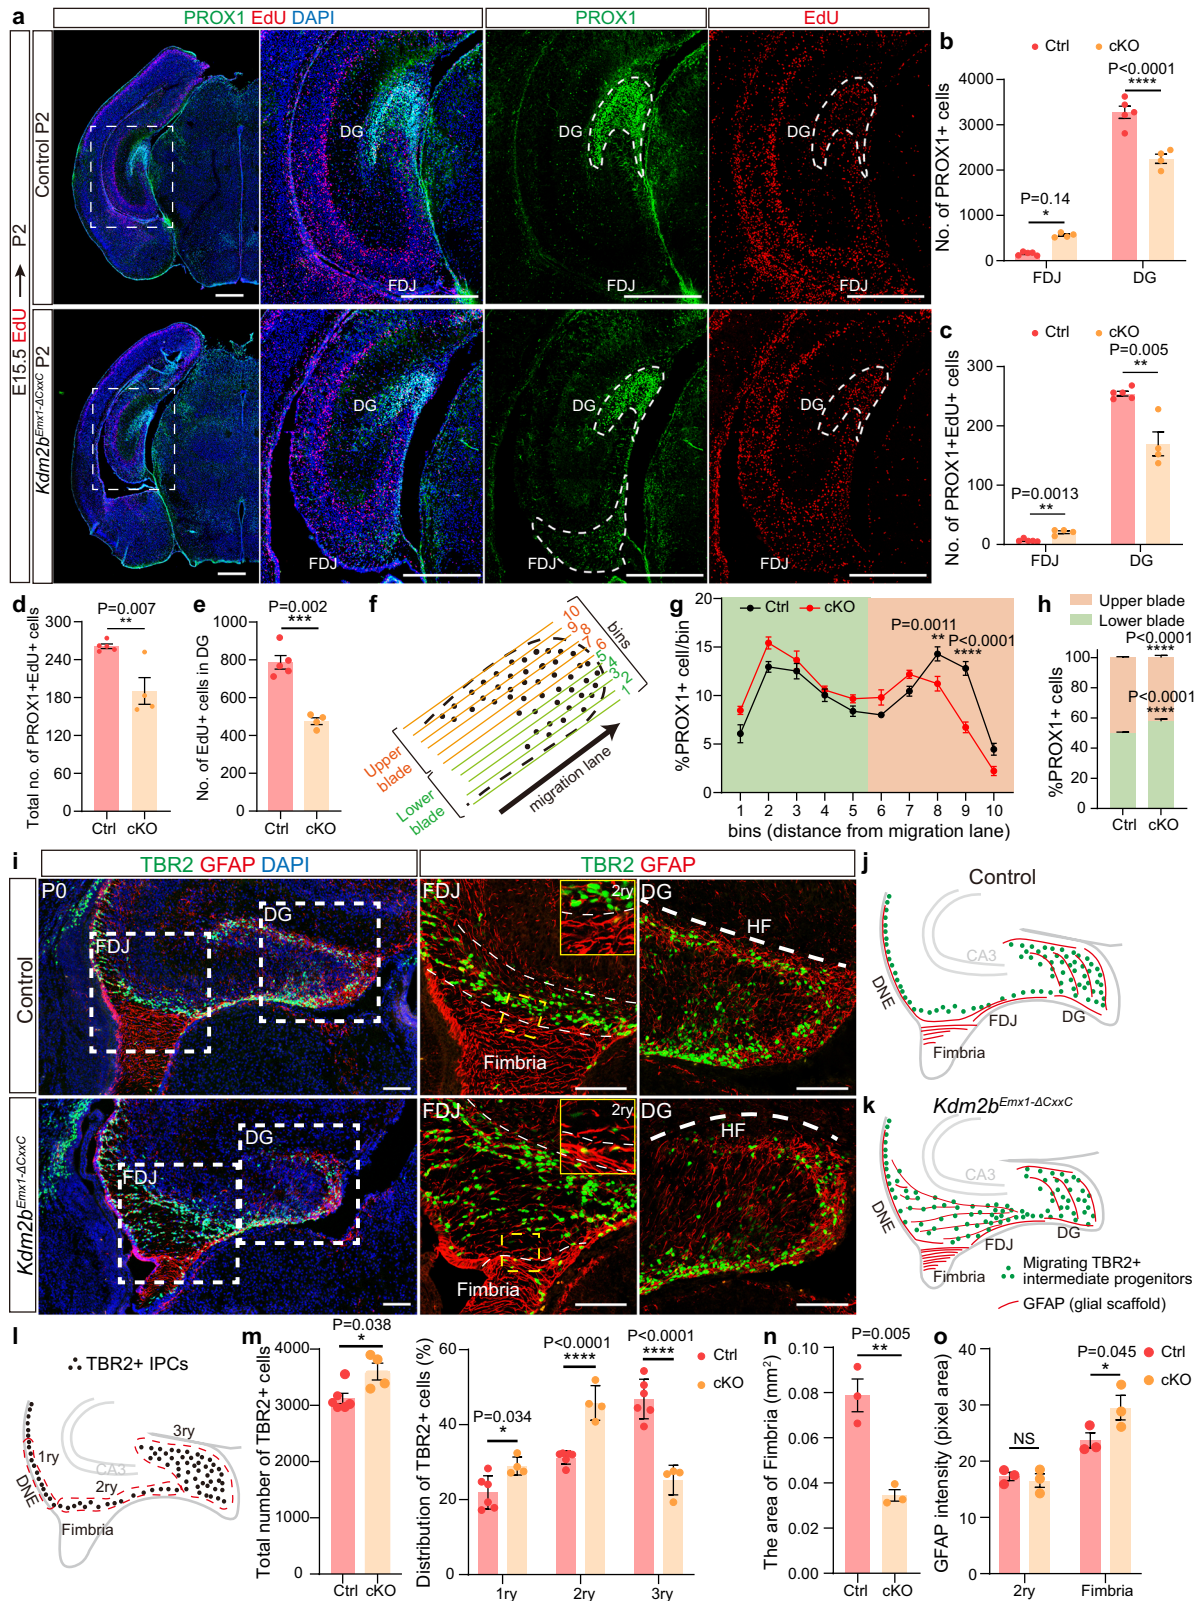 a
PROX1 EdU DAPI
PROX1
EdU
E15.5 EdU → P2
Control P2
Kdm2b^Emx1-ΔCxxC P2
DG
FDJ
DG
FDJ
DG
FDJ
DG
FDJ
DG
DG
b
Ctrl cKO
No. of PROX1+ cells
4000
3000
2000
1000
0
P=0.14
*
P<0.0001
****
FDJ DG
c
Ctrl cKO
No. of PROX1+EdU+ cells
300
200
100
0
P=0.0013
**
P=0.005
**
FDJ DG
d
Total no. of PROX1+EdU+ cells
300
240
180
120
60
0
P=0.007
**
Ctrl cKO
e
No. of EdU+ cells in DG
1000
800
600
400
200
0
P=0.002
***
Ctrl cKO
f
10
9
8
7
6
5
4
3
2
1
bins
Upper blade
Lower blade
migration lane
g
Ctrl cKO
%PROX1+ cell/bin
20
15
10
5
0
P=0.0011
**
P<0.0001
****
1 2 3 4 5 6 7 8 9 10
bins (distance from migration lane)
h
Upper blade
Lower blade
%PROX1+ cells
100
80
60
40
20
0
P<0.0001
****
P<0.0001
****
Ctrl cKO
i
TBR2 GFAP DAPI
TBR2 GFAP
Control
Kdm2b^Emx1-ΔCxxC
P0
FDJ
DG
FDJ
2ry
Fimbria
DG
HF
FDJ
DG
FDJ
2ry
Fimbria
DG
HF
j
Control
CA3
DNE
Fimbria
FDJ
DG
k
Kdm2b^Emx1-ΔCxxC
CA3
DNE
Fimbria
FDJ
DG
Migrating TBR2+
intermediate progenitors
GFAP (glial scaffold)
l
TBR2+ IPCs
1ry
2ry
3ry
CA3
DNE
Fimbria
m
Total number of TBR2+ cells
4000
3000
2000
1000
0
P=0.038
*
Ctrl cKO
Distribution of TBR2+ cells (%)
60
40
20
0
P=0.034
*
P<0.0001
****
P<0.0001
****
Ctrl
cKO
1ry 2ry 3ry
n
The area of Fimbria (mm²)
0.10
0.08
0.06
0.04
0.02
0
P=0.005
**
Ctrl cKO
o
GFAP intensity (pixel area)
40
30
20
10
0
NS
P=0.045
*
Ctrl
cKO
2ry Fimbria